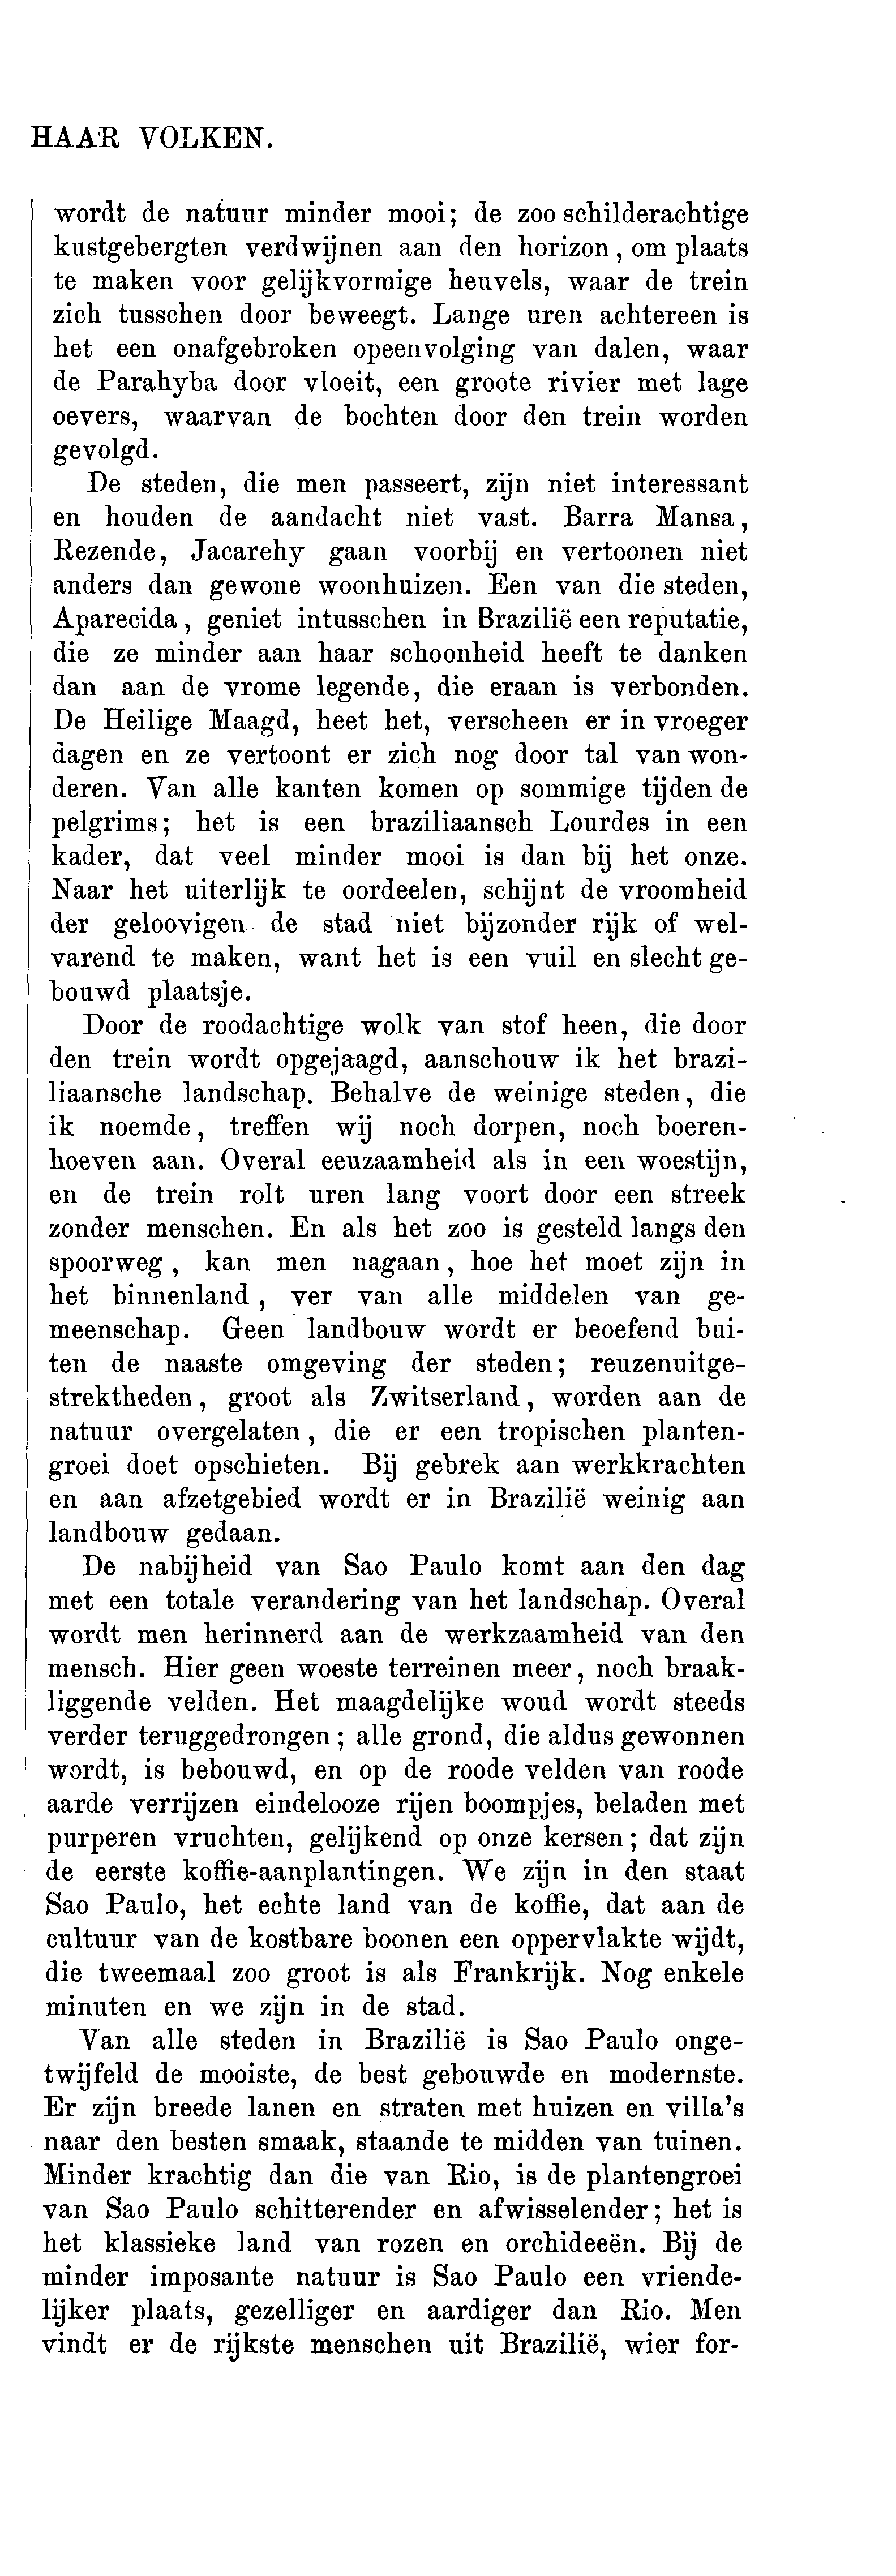 HAAR VOLKEN.
wordt de natuur minder mooi; de zoo schilderachtige
kustgebergten verdwijnen aan den horizon, om plaats
te maken voor gelijkvormige heuvels, waar de trein
zich tusschen door beweegt. Lange uren achtereen is
het een onafgebroken opeenvolging van dalen, waar
de Parahyba door vloeit, een groote rivier met lage
oevers, waarvan de bochten door den trein worden
gevolgd.
De steden, die men passeert, zijn niet interessant
en houden de aandacht niet vast. Barra Mansa,
Rezende, Jacarehy gaan voorbij en vertoonen niet
anders dan gewone woonhuizen. Een van die steden,
Aparecida, geniet intusschen in Brazilië een reputatie,
die ze minder aan haar schoonheid heeft te danken
dan aan de vrome legende, die eraan is verbonden.
De Heilige Maagd, heet het, verscheen er in vroeger
dagen en ze vertoont er zich nog door tal van won-
deren. Van alle kanten komen op sommige tijden de
pelgrims; het is een braziliaansch Lourdes in een
kader, dat veel minder mooi is dan bij het onze.
Naar het uiterlijk te oordeelen, schijnt de vroomheid
der geloovigen de stad niet bijzonder rijk of wel-
varend te maken, want het is een vuil en slecht ge-
bouwd plaatsje.
Door de roodachtige wolk van stof heen, die door
den trein wordt opgejaagd, aanschouw ik het brazi-
liaansche landschap. Behalve de weinige steden, die
ik noemde, treffen wij noch dorpen, noch boeren-
hoeven aan. Overal eeuzaamheid als in een woestijn,
en de trein rolt uren lang voort door een streek
zonder menschen. En als het zoo is gesteld langs den
spoorweg, kan men nagaan, hoe het moet zijn in
het binnenland, ver van alle middelen van ge-
meenschap. Geen landbouw wordt er beoefend bui-
ten de naaste omgeving der steden; reuzenuitge-
strektheden, groot als Zwitserland, worden aan de
natuur overgelaten, die er een tropischen planten-
groei doet opschieten. Bij gebrek aan werkkrachten
en aan afzetgebied wordt er in Brazilië weinig aan
landbouw gedaan.
De nabijheid van Sao Paulo komt aan den dag
met een totale verandering van het landschap. Overal
wordt men herinnerd aan de werkzaamheid van den
mensch. Hier geen woeste terreinen meer, noch braak-
liggende velden. Het maagdelijke woud wordt steeds
verder teruggedrongen; alle grond, die aldus gewonnen
wordt, is bebouwd, en op de roode velden van roode
aarde verrijzen eindelooze rijen boompjes, beladen met
purperen vruchten, gelijkend op onze kersen; dat zijn
de eerste koffie-aanplantingen. We zijn in den staat
Sao Paulo, het echte land van de koffie, dat aan de
cultuur van de kostbare boonen een oppervlakte wijdt,
die tweemaal zoo groot is als Frankrijk. Nog enkele
minuten en we zijn in de stad.
Van alle steden in Brazilië is Sao Paulo onge-
twijfeld de mooiste, de best gebouwde en modernste.
Er zijn breede lanen en straten met huizen en villa's
naar den besten smaak, staande te midden van tuinen.
Minder krachtig dan die van Rio, is de plantengroei
van Sao Paulo schitterender en afwisselender; het is
het klassieke land van rozen en orchideeën. Bij de
minder imposante natuur is Sao Paulo een vriende-
lijker plaats, gezelliger en aardiger dan Rio. Men
vindt er de rijkste menschen uit Brazilië, wier for-